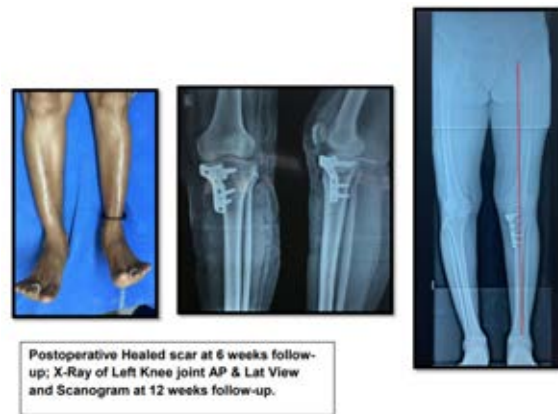 Postoperative Healed scar at 6 weeks follow-
up; X-Ray of Left Knee joint AP & Lat View
and Scanogram at 12 weeks follow-up.